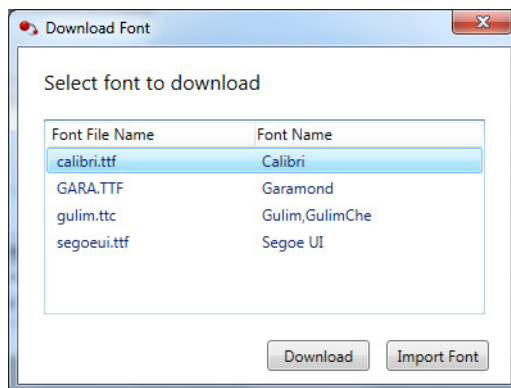 Download Font
Select font to download
Font File Name Font Name
calibri.ttf Calibri
GARA.TTF Garamond
gulim.ttc Gulim,GulimChe
segoeui.ttf Segoe UI
Download Import Font